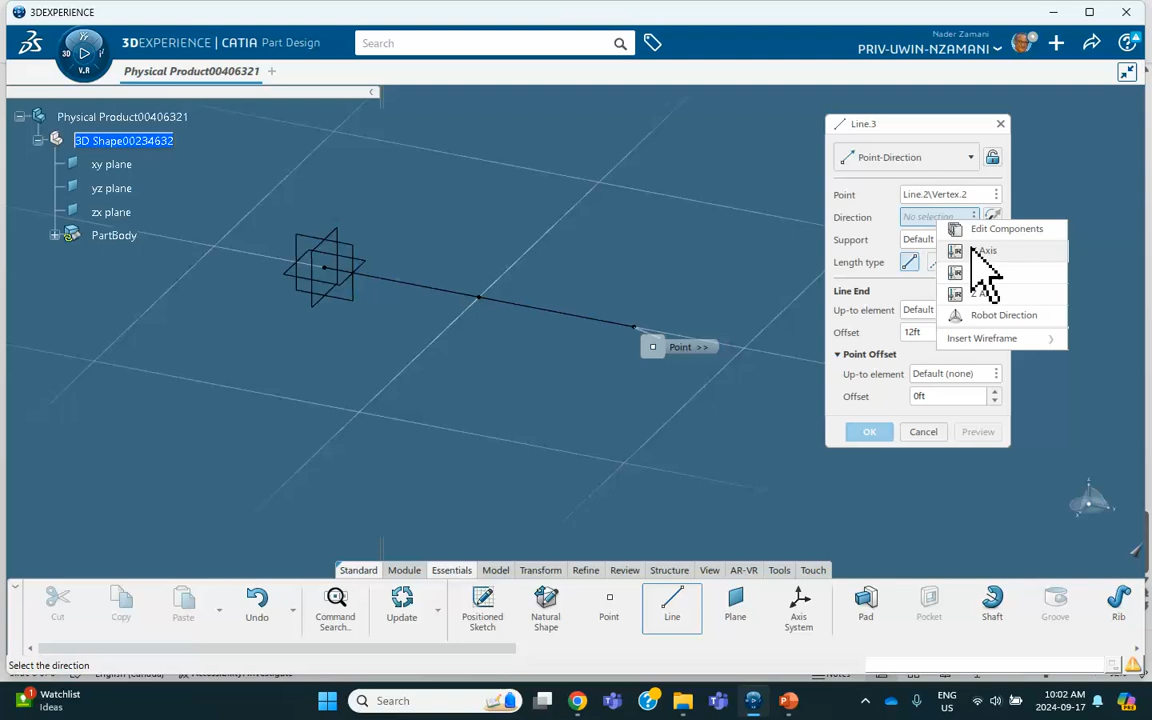 3DEXPERIENCE
3DEXPERIENCE | CATIA Part Design
3D
V.R
Search
Nader Zamani
PRIV-UWIN-NZAMANI
Physical Product00406321
Physical Product00406321
3D Shape00234632
xy plane
yz plane
zx plane
PartBody
Point >>
Line.3
Point-Direction
Point
Line.2\Vertex.2
Direction
No selection
Support
Default
Length type
Line End
Up-to element
Default
Offset
12ft
Point Offset
Up-to element
Default (none)
Offset
0ft
OK
Cancel
Preview
Edit Components
Axis
Robot Direction
Insert Wireframe
Standard
Module
Essentials
Model
Transform
Refine
Review
Structure
View
AR-VR
Tools
Touch
Cut
Copy
Paste
Undo
Command
Search...
Update
Positioned
Sketch
Natural
Shape
Point
Line
Plane
Axis
System
Pad
Pocket
Shaft
Groove
Rib
Select the direction
Watchlist
Ideas
Search
ENG
US
10:02 AM
2024-09-17